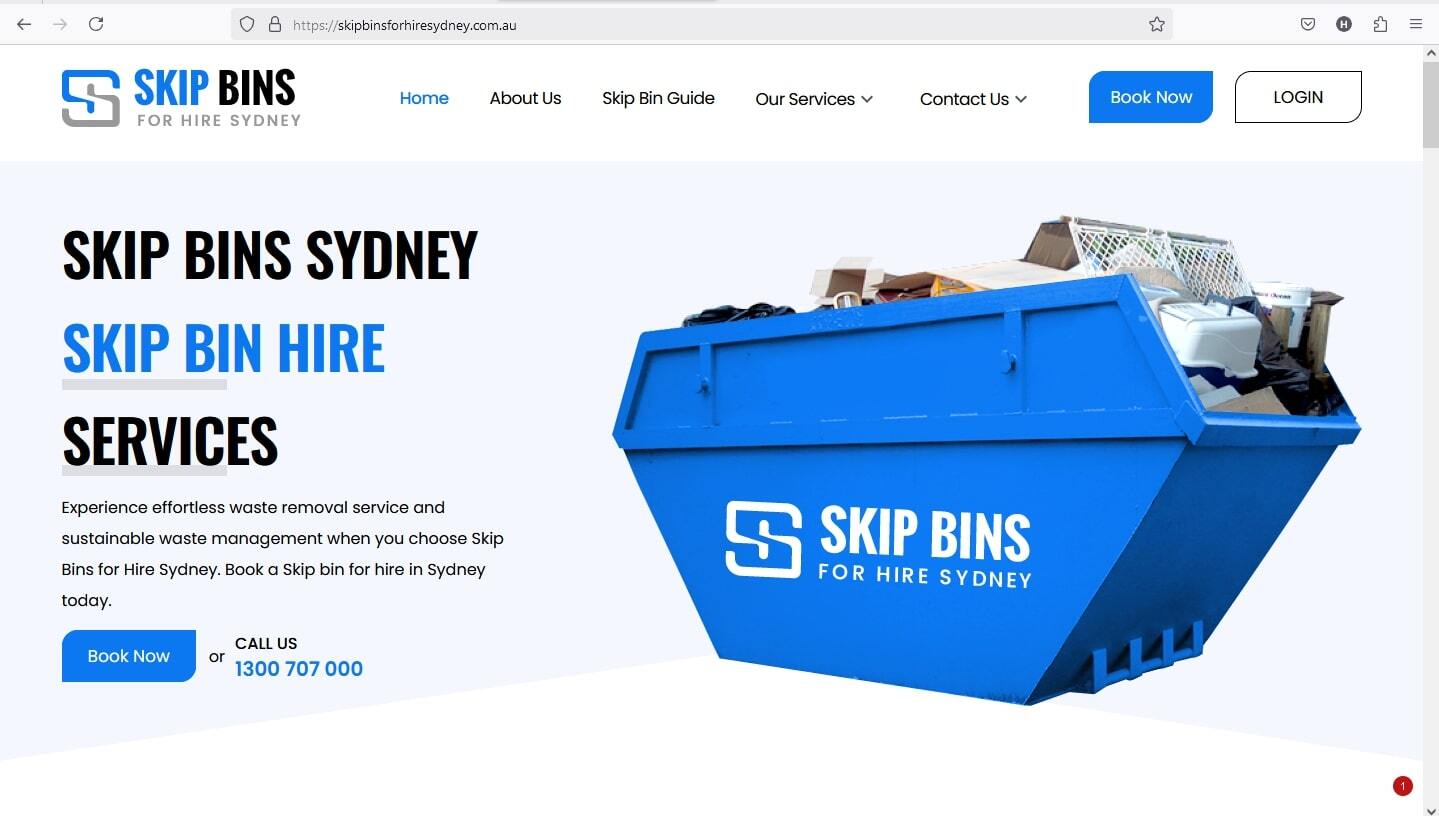 https://skipbinsforhiresydney.com.au
H
SKIP BINS
FOR HIRE SYDNEY
Home
About Us
Skip Bin Guide
Our Services
Contact Us
Book Now
LOGIN
SKIP BINS SYDNEY
SKIP BIN HIRE
SERVICES
Experience effortless waste removal service and
sustainable waste management when you choose Skip
Bins for Hire Sydney. Book a Skip bin for hire in Sydney
today.
Book Now
or
CALL US
1300 707 000
SKIP BINS
FOR HIRE SYDNEY
1